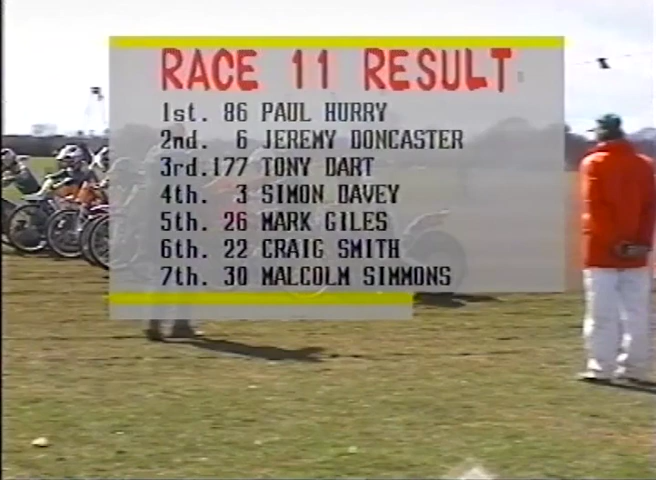 RACE 11 RESULT
1st. 86 PAUL HURRY
2nd. 6 JEREMY DONCASTER
3rd.177 TONY DART
4th. 3 SIMON DAVEY
5th. 26 MARK GILES
6th. 22 CRAIG SMITH
7th. 30 MALCOLM SIMMONS